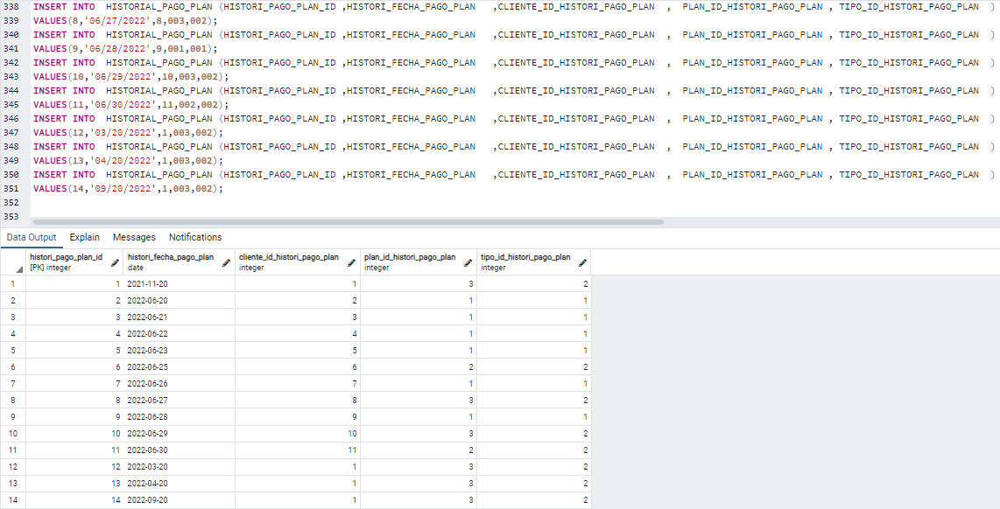 338 INSERT INTO HISTORIAL_PAGO_PLAN (HISTORI_PAGO_PLAN_ID ,HISTORI_FECHA_PAGO_PLAN ,CLIENTE_ID_HISTORI_PAGO_PLAN , PLAN_ID_HISTORI_PAGO_PLAN , TIPO_ID_HISTORI_PAGO_PLAN )
339 VALUES(8,'06/27/2022',8,003,002);
340 INSERT INTO HISTORIAL_PAGO_PLAN (HISTORI_PAGO_PLAN_ID ,HISTORI_FECHA_PAGO_PLAN ,CLIENTE_ID_HISTORI_PAGO_PLAN , PLAN_ID_HISTORI_PAGO_PLAN , TIPO_ID_HISTORI_PAGO_PLAN )
341 VALUES(9,'06/28/2022',9,001,001);
342 INSERT INTO HISTORIAL_PAGO_PLAN (HISTORI_PAGO_PLAN_ID ,HISTORI_FECHA_PAGO_PLAN ,CLIENTE_ID_HISTORI_PAGO_PLAN , PLAN_ID_HISTORI_PAGO_PLAN , TIPO_ID_HISTORI_PAGO_PLAN )
343 VALUES(10,'06/29/2022',10,003,002);
344 INSERT INTO HISTORIAL_PAGO_PLAN (HISTORI_PAGO_PLAN_ID ,HISTORI_FECHA_PAGO_PLAN ,CLIENTE_ID_HISTORI_PAGO_PLAN , PLAN_ID_HISTORI_PAGO_PLAN , TIPO_ID_HISTORI_PAGO_PLAN )
345 VALUES(11,'06/30/2022',11,002,002);
346 INSERT INTO HISTORIAL_PAGO_PLAN (HISTORI_PAGO_PLAN_ID ,HISTORI_FECHA_PAGO_PLAN ,CLIENTE_ID_HISTORI_PAGO_PLAN , PLAN_ID_HISTORI_PAGO_PLAN , TIPO_ID_HISTORI_PAGO_PLAN )
347 VALUES(12,'03/20/2022',1,003,002);
348 INSERT INTO HISTORIAL_PAGO_PLAN (HISTORI_PAGO_PLAN_ID ,HISTORI_FECHA_PAGO_PLAN ,CLIENTE_ID_HISTORI_PAGO_PLAN , PLAN_ID_HISTORI_PAGO_PLAN , TIPO_ID_HISTORI_PAGO_PLAN )
349 VALUES(13,'04/20/2022',1,003,002);
350 INSERT INTO HISTORIAL_PAGO_PLAN (HISTORI_PAGO_PLAN_ID ,HISTORI_FECHA_PAGO_PLAN ,CLIENTE_ID_HISTORI_PAGO_PLAN , PLAN_ID_HISTORI_PAGO_PLAN , TIPO_ID_HISTORI_PAGO_PLAN )
351 VALUES(14,'09/20/2022',1,003,002);
352
353
Data Output Explain Messages Notifications
histori_pago_plan_id histori_fecha_pago_plan cliente_id_histori_pago_plan plan_id_histori_pago_plan tipo_id_histori_pago_plan
[PK] integer date integer integer integer
1 1 2021-11-20 1 3 2
2 2 2022-06-20 2 1 1
3 3 2022-06-21 3 1 1
4 4 2022-06-22 4 1 1
5 5 2022-06-23 5 1 1
6 6 2022-06-25 6 2 2
7 7 2022-06-26 7 1 1
8 8 2022-06-27 8 3 2
9 9 2022-06-28 9 1 1
10 10 2022-06-29 10 3 2
11 11 2022-06-30 11 2 2
12 12 2022-03-20 1 3 2
13 13 2022-04-20 1 3 2
14 14 2022-09-20 1 3 2